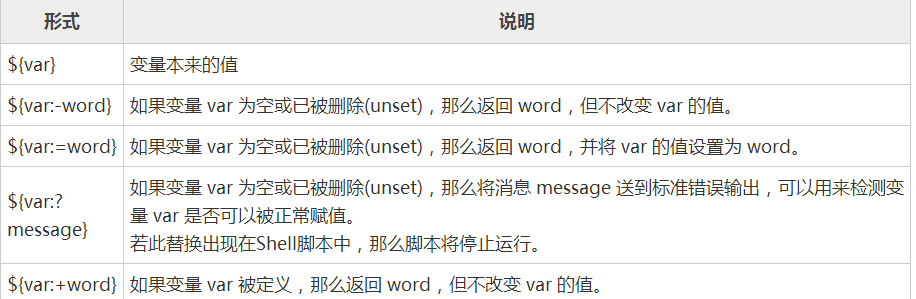 形式 说明
${var} 变量本来的值
${var:-word} 如果变量 var 为空或已被删除(unset)，那么返回 word，但不改变 var 的值。
${var:=word} 如果变量 var 为空或已被删除(unset)，那么返回 word，并将 var 的值设置为 word。
${var:?
message}
如果变量 var 为空或已被删除(unset)，那么将消息 message 送到标准错误输出，可以用来检测变
量 var 是否可以被正常赋值。
若此替换出现在Shell脚本中，那么脚本将停止运行。
${var:+word} 如果变量 var 被定义，那么返回 word，但不改变 var 的值。